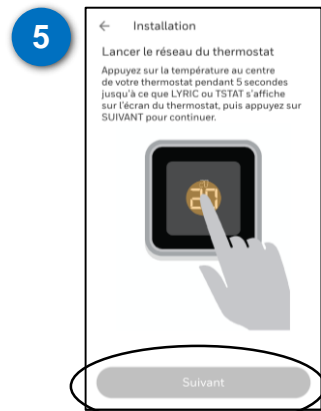 5
← Installation
Lancer le réseau du thermostat
Appuyez sur la température au centre
de votre thermostat pendant 5 secondes
jusqu'à ce que LYRIC ou TSTAT s'affiche
sur l'écran du thermostat, puis appuyez sur
SUIVANT pour continuer.
Suivant